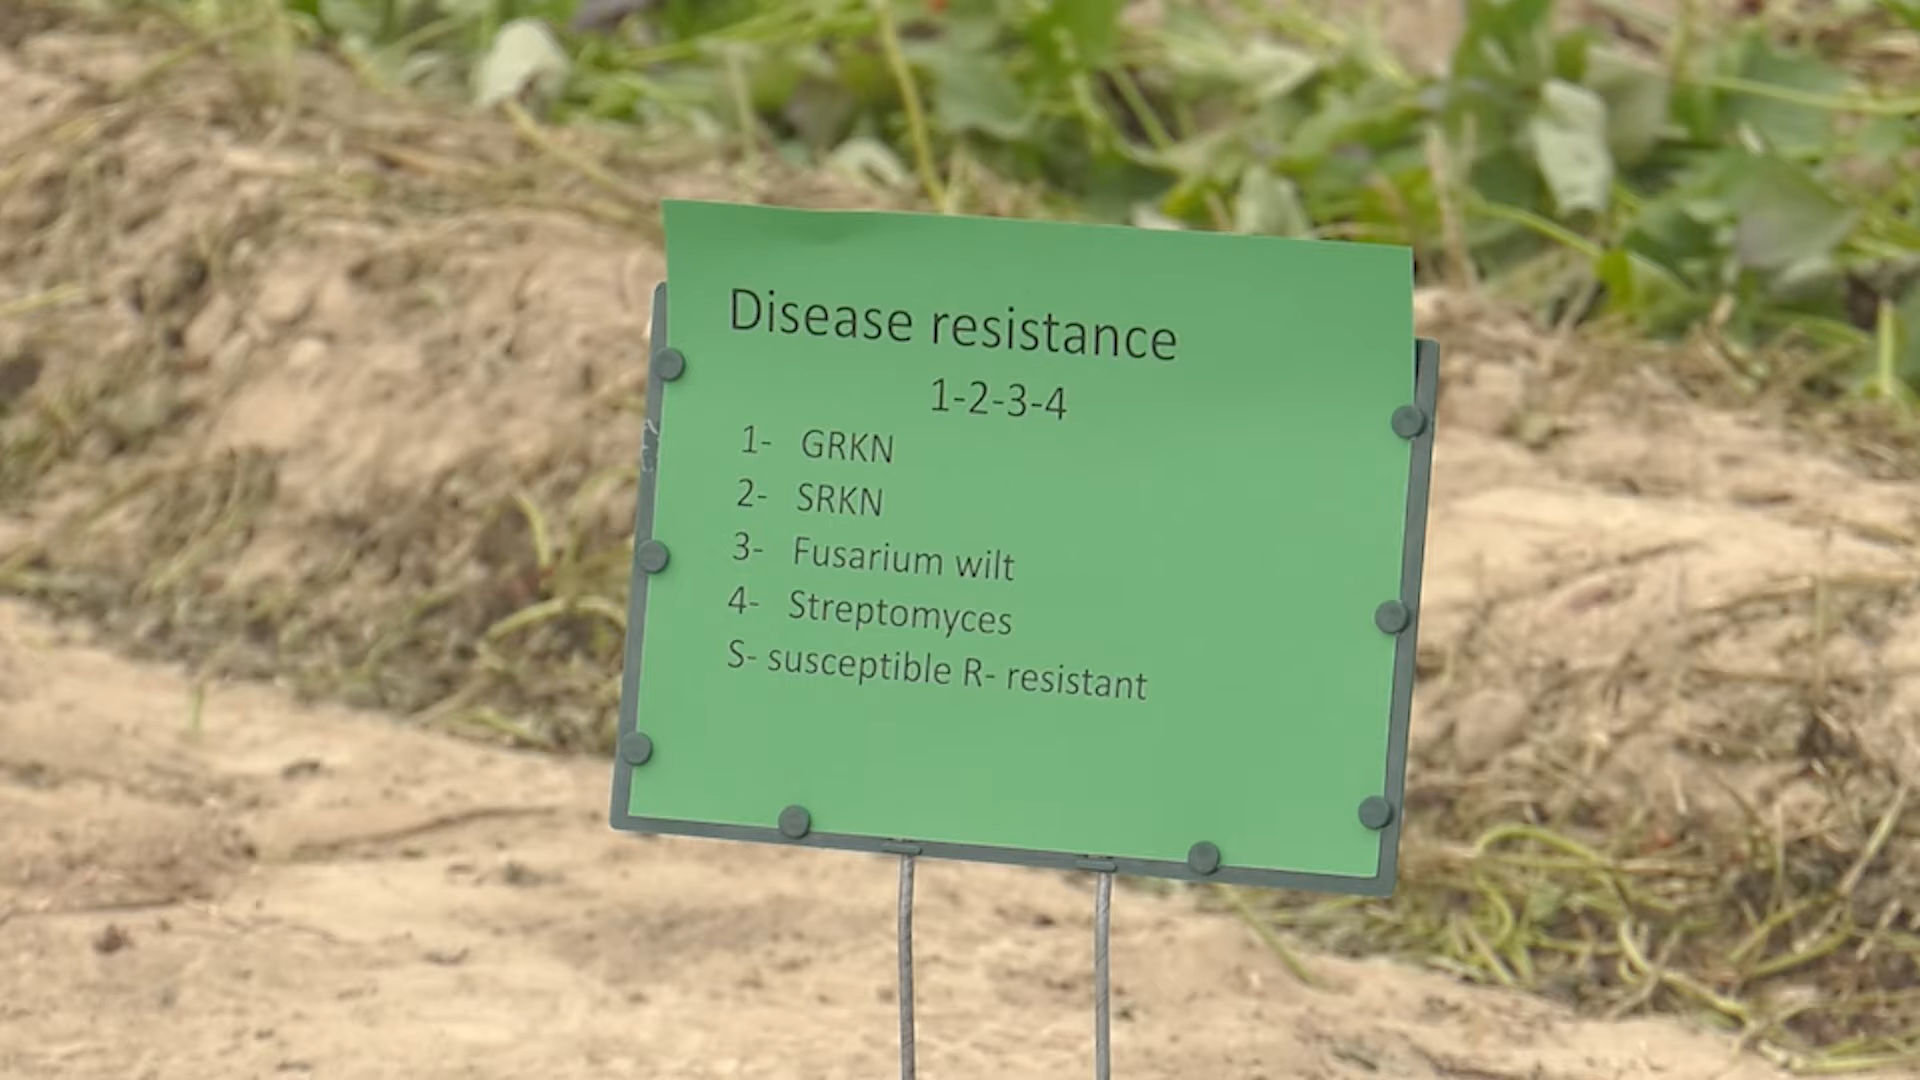 Disease resistance
1-2-3-4
1- GRKN
2- SRKN
3- Fusarium wilt
4- Streptomyces
S- susceptible R- resistant